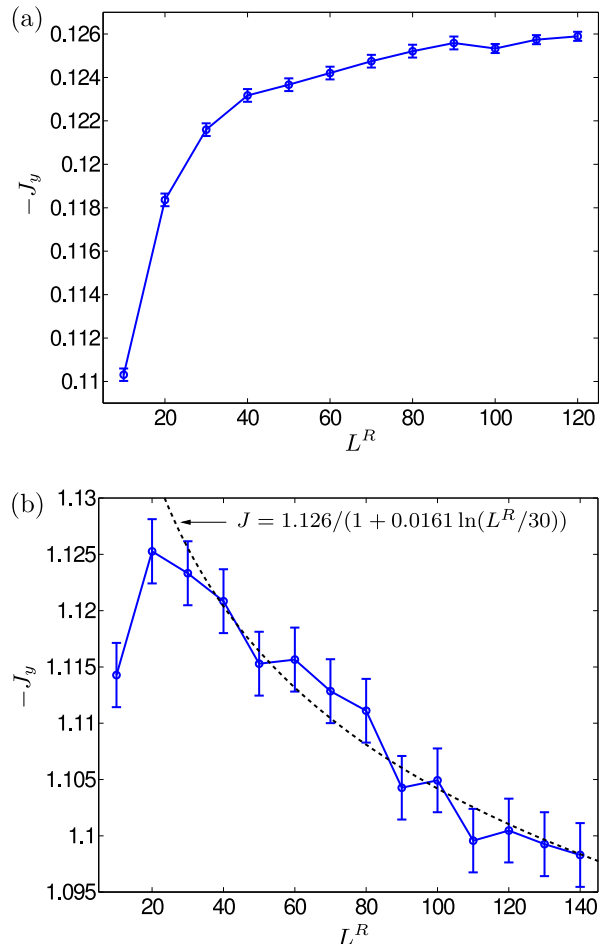 (a)
0.126
0.124
0.122
0.12
0.118
0.116
0.114
0.112
0.11
−J_y
20 40 60 80 100 120
L^R
(b)
1.13
1.125
1.12
1.115
1.11
1.105
1.1
1.095
−J_y
J = 1.126/(1 + 0.0161 ln(L^R/30))
20 40 60 80 100 120 140
L^R